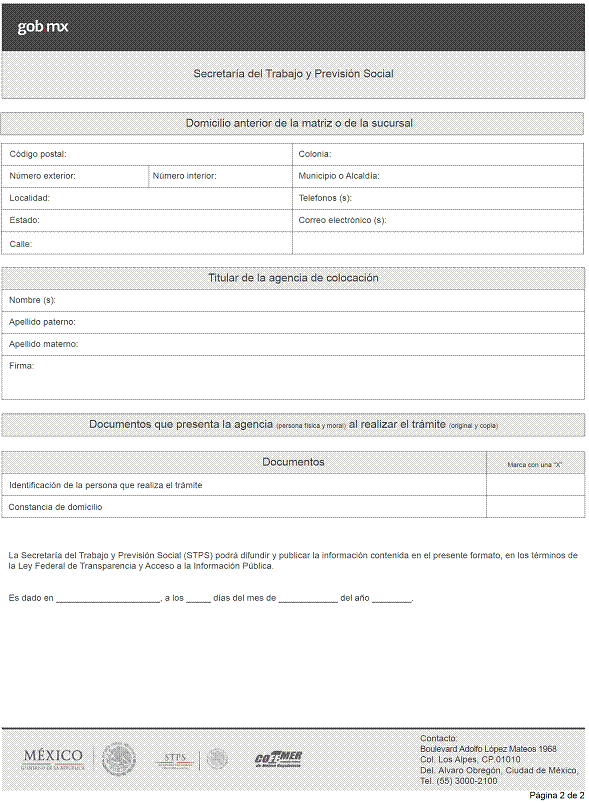 gob.mx
Secretaría del Trabajo y Previsión Social
Domicilio anterior de la matriz o de la sucursal
Código postal:
Colonia:
Número exterior:
Número interior:
Municipio o Alcaldía:
Localidad:
Telefonos (s):
Estado:
Correo electrónico (s):
Calle:
Titular de la agencia de colocación
Nombre (s):
Apellido paterno:
Apellido materno:
Firma:
Documentos que presenta la agencia (persona física y moral) al realizar el trámite (original y copia)
Documentos
Marca con una "X"
Identificación de la persona que realiza el trámite
Constancia de domicilio
La Secretaría del Trabajo y Previsión Social (STPS) podrá difundir y publicar la información contenida en el presente formato, en los términos de
la Ley Federal de Transparencia y Acceso a la Información Pública.
Es dado en _____________________, a los _____ días del mes de ____________ del año ________.
MÉXICO
GOBIERNO DE LA REPÚBLICA
STPS
COFEMER
Contacto:
Boulevard Adolfo López Mateos 1968
Col. Los Alpes, CP.01010
Del. Alvaro Obregón, Ciudad de México,
Tel. (55) 3000-2100
Página 2 de 2